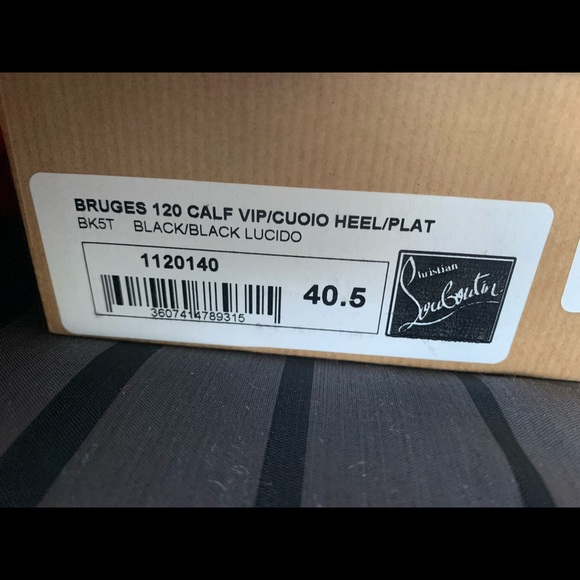 BRUGES 120 CALF VIP/CUOIO HEEL/PLAT
BK5T BLACK/BLACK LUCIDO
1120140
3607414789315
40.5
Christian
Louboutin